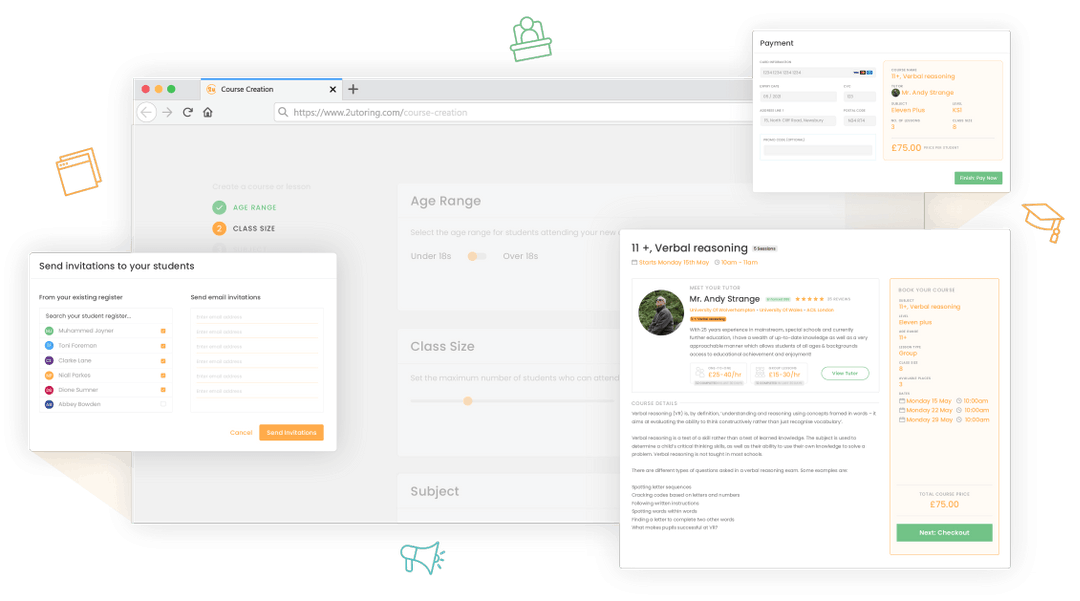 Course Creation
https://www.2utoring.com/course-creation
Create a course or lesson
AGE RANGE
2 CLASS SIZE
Age Range
Select the age range for students attending your new
Under 18s Over 18s
Class Size
Set the maximum number of students who can attend
Subject
Send invitations to your students
From your existing register
Search your student register...
Muhammed Joyner
Toni Foreman
Clarke Lane
Niall Parkes
Dione Sumner
Abbey Bowden
Send email invitations
Enter email address
Enter email address
Enter email address
Enter email address
Enter email address
Enter email address
Cancel
Send Invitations
Payment
CARD INFORMATION
1234 1234 1234 1234
EXPIRY DATE
CVC
123
ADDRESS LINE 1
POSTAL CODE
PROMO CODE (OPTIONAL)
COURSE NAME
11+, Verbal reasoning
TUTOR
Mr. Andy Strange
SUBJECT
Eleven Plus
LEVEL
KS1
NO. OF LESSONS
3
CLASS SIZE
8
£75.00 PRICE PER STUDENT
Finish: Pay Now
11 +, Verbal reasoning
Starts Monday 15th May 10am - 11am
MEET YOUR TUTOR
Mr. Andy Strange
University Of Wolverhampton - University Of Wales - KCS London
11 + Verbal reasoning
With 25 years experience in mainstream, special schools and currently
further education, I have a wealth of up-to-date knowledge as well as a very
approachable manner which allows students of all ages & backgrounds
access to educational achievement and enjoyment!
ONE-TO-ONE
£25-40/hr
GROUP LESSONS
£15-30/hr
View Tutor
COURSE DETAILS
Verbal reasoning (VR) is, by definition, 'understanding and reasoning using concepts framed in words – it
aims at evaluating the ability to think constructively rather than just recognise vocabulary'.
Verbal reasoning is a test of a skill rather than a test of learned knowledge. The subject is used to
determine a child's critical thinking skills, as well as their ability to use their own knowledge to solve a
problem. Verbal reasoning is not taught in most schools.
There are different types of questions asked in a verbal reasoning exam. Some examples are:
Spotting letter sequences
Cracking codes based on letters and numbers
Following written instructions
Spotting words within words
Finding a letter to complete two other words
What makes pupils successful at VR?
BOOK YOUR COURSE
SUBJECT
11+, Verbal reasoning
LEVEL
Eleven plus
AGE RANGE
11+
LESSON TYPE
Group
CLASS SIZE
8
AVAILABLE PLACES
3
DATES
Monday 15 May 10:00am
Monday 22 May 10:00am
Monday 29 May 10:00am
TOTAL COURSE PRICE
£75.00
Next: Checkout